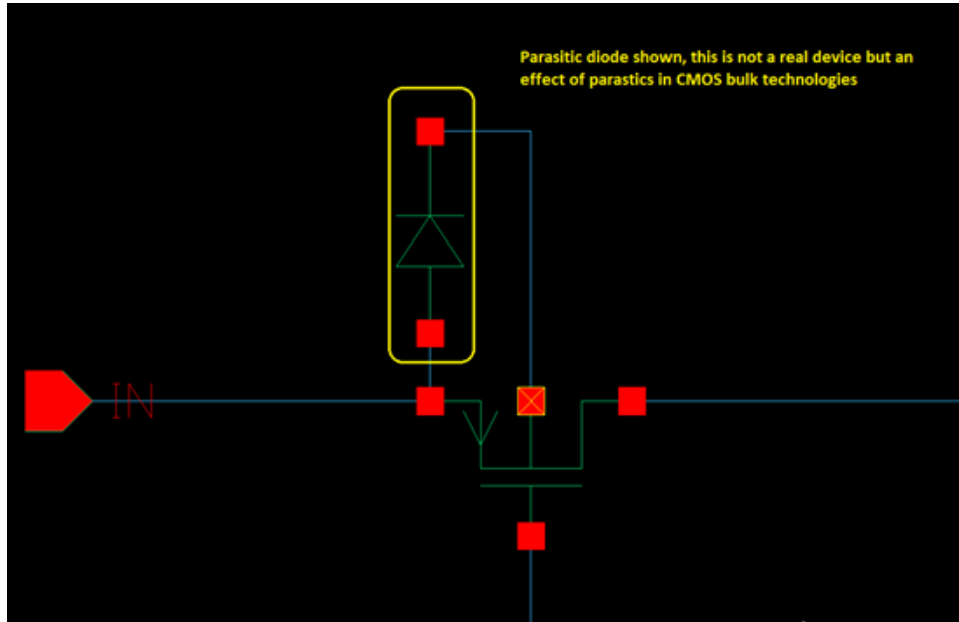 Parasitic diode shown, this is not a real device but an
effect of parastics in CMOS bulk technologies
IN